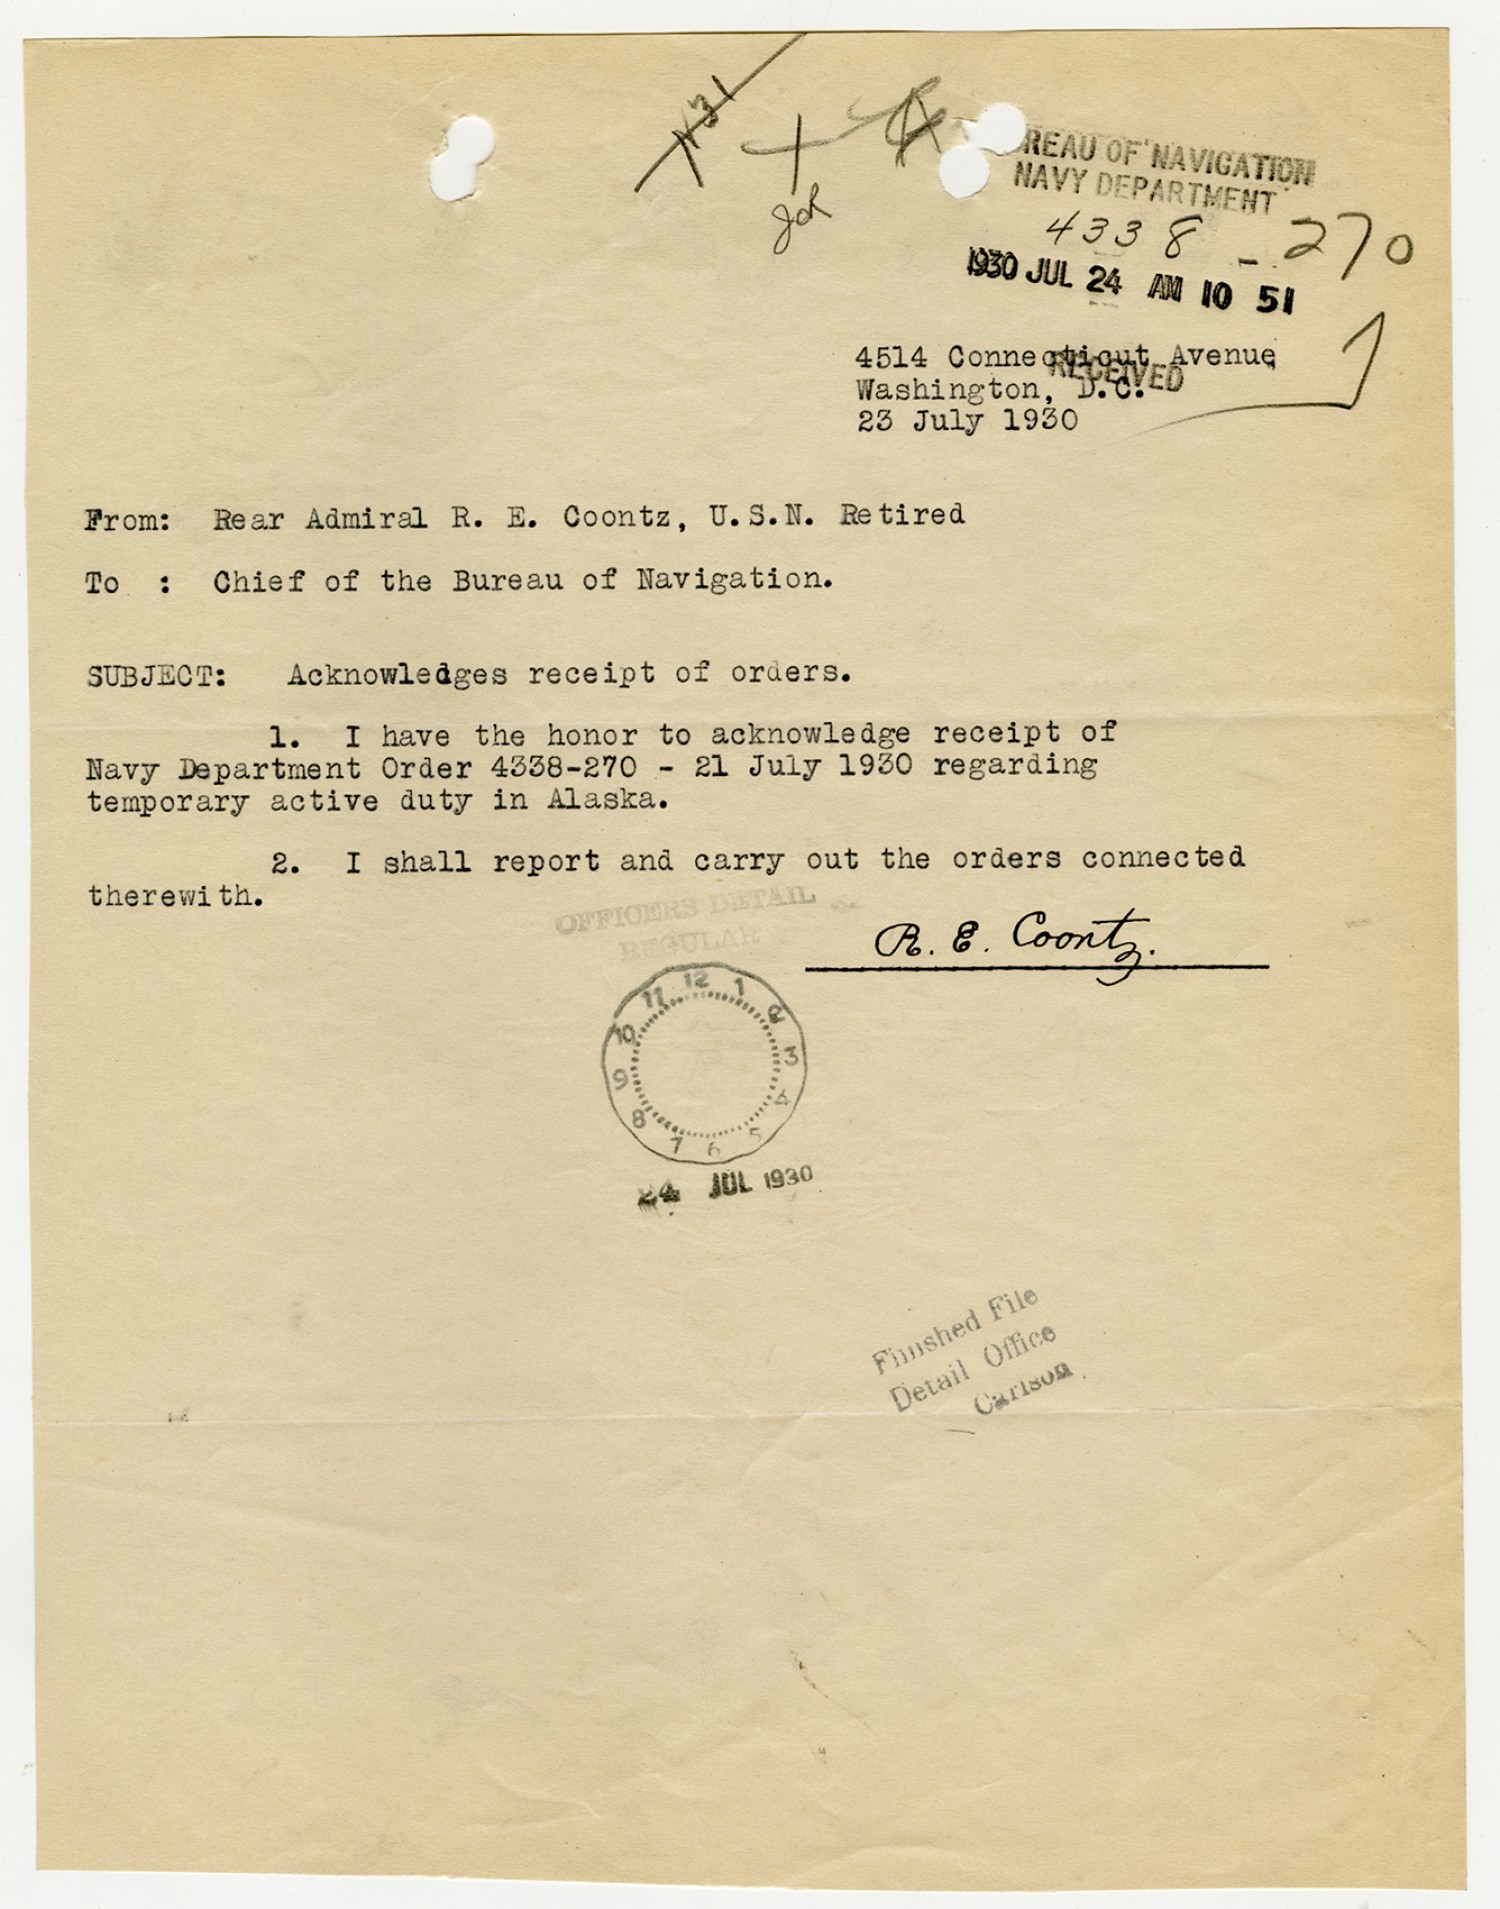 REAU OF NAVIGATION
NAVY DEPARTMENT
4338-270
1930 JUL 24 AM 10 51
RECEIVED
4514 Connecticut Avenue
Washington, D.C.
23 July 1930
From: Rear Admiral R. E. Coontz, U.S.N. Retired
To : Chief of the Bureau of Navigation.
SUBJECT: Acknowledges receipt of orders.
1. I have the honor to acknowledge receipt of
Navy Department Order 4338-270 - 21 July 1930 regarding
temporary active duty in Alaska.
2. I shall report and carry out the orders connected
therewith.
OFFICERS DETAIL
REGULAR
R. E. Coontz.
12 1 2 3 4 5 6 7 8 9 10 11
24 JUL 1930
Finished File
Detail Office
Carlson